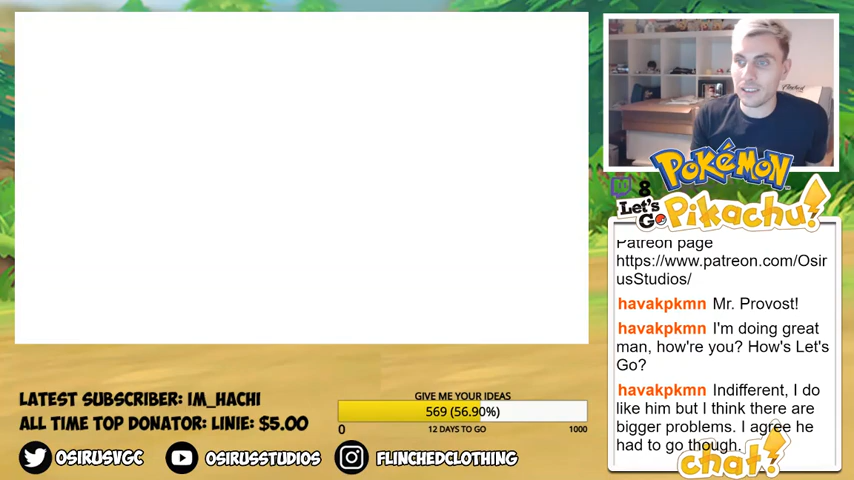 POKÉMON
8
Let's
Go
Pikachu!
Patreon page
https://www.patreon.com/Osir
usStudios/
havakpkmn Mr. Provost!
havakpkmn I'm doing great
man, how're you? How's Let's
Go?
havakpkmn Indifferent, I do
like him but I think there are
bigger problems. I agree he
had to go though.
chat!
LATEST SUBSCRIBER: IM_HACHI
ALL TIME TOP DONATOR: LINIE: $5.00
GIVE ME YOUR IDEAS
569 (56.90%)
0 12 DAYS TO GO 1000
OSIRUSVGC OSIRUSSTUDIOS FLINCHEDCLOTHING